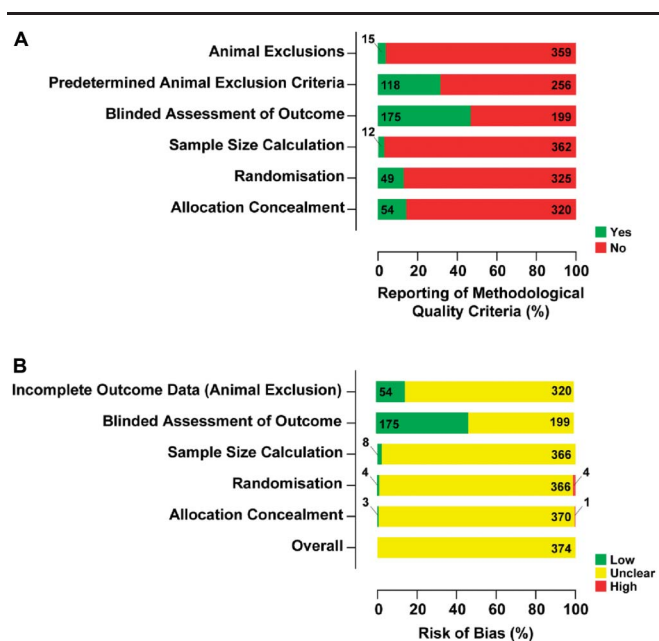 A
15
Animal Exclusions 359
Predetermined Animal Exclusion Criteria 118 256
Blinded Assessment of Outcome 175 199
12
Sample Size Calculation 362
Randomisation 49 325
Allocation Concealment 54 320
Yes
No
0 20 40 60 80 100
Reporting of Methodological
Quality Criteria (%)
B
Incomplete Outcome Data (Animal Exclusion) 54 320
Blinded Assessment of Outcome 175 199
8
Sample Size Calculation 366
4 4
Randomisation 366
3 1
Allocation Concealment 370
Overall 374
Low
Unclear
High
0 20 40 60 80 100
Risk of Bias (%)